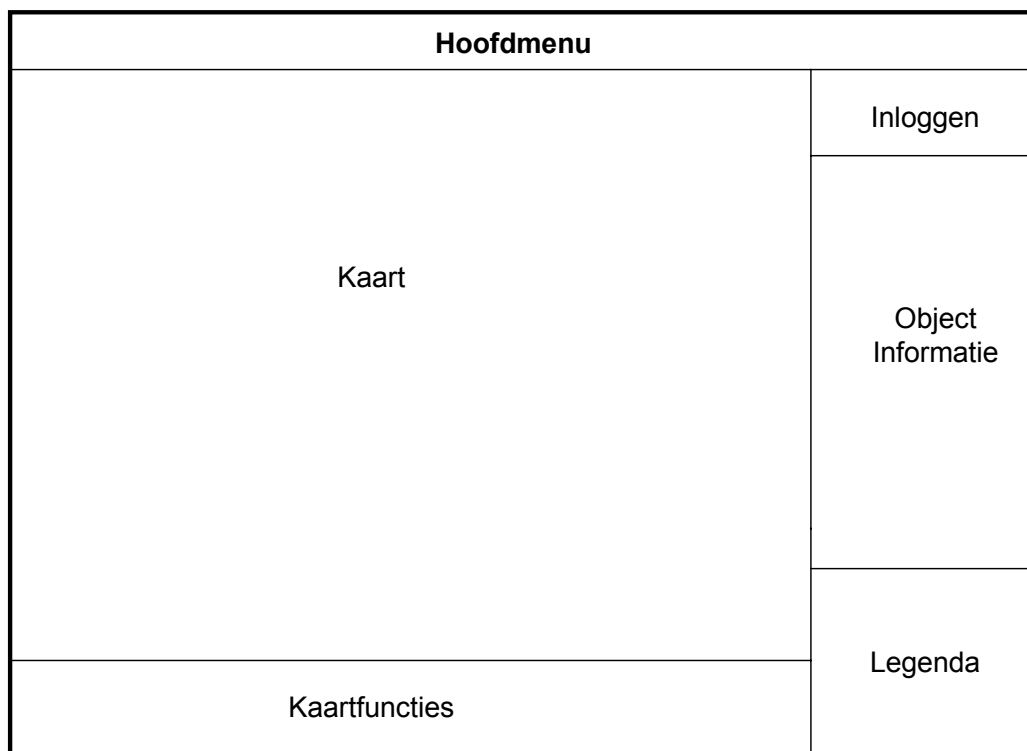 Hoofdmenu
Inloggen
Kaart
Object
Informatie
Legenda
Kaartfuncties